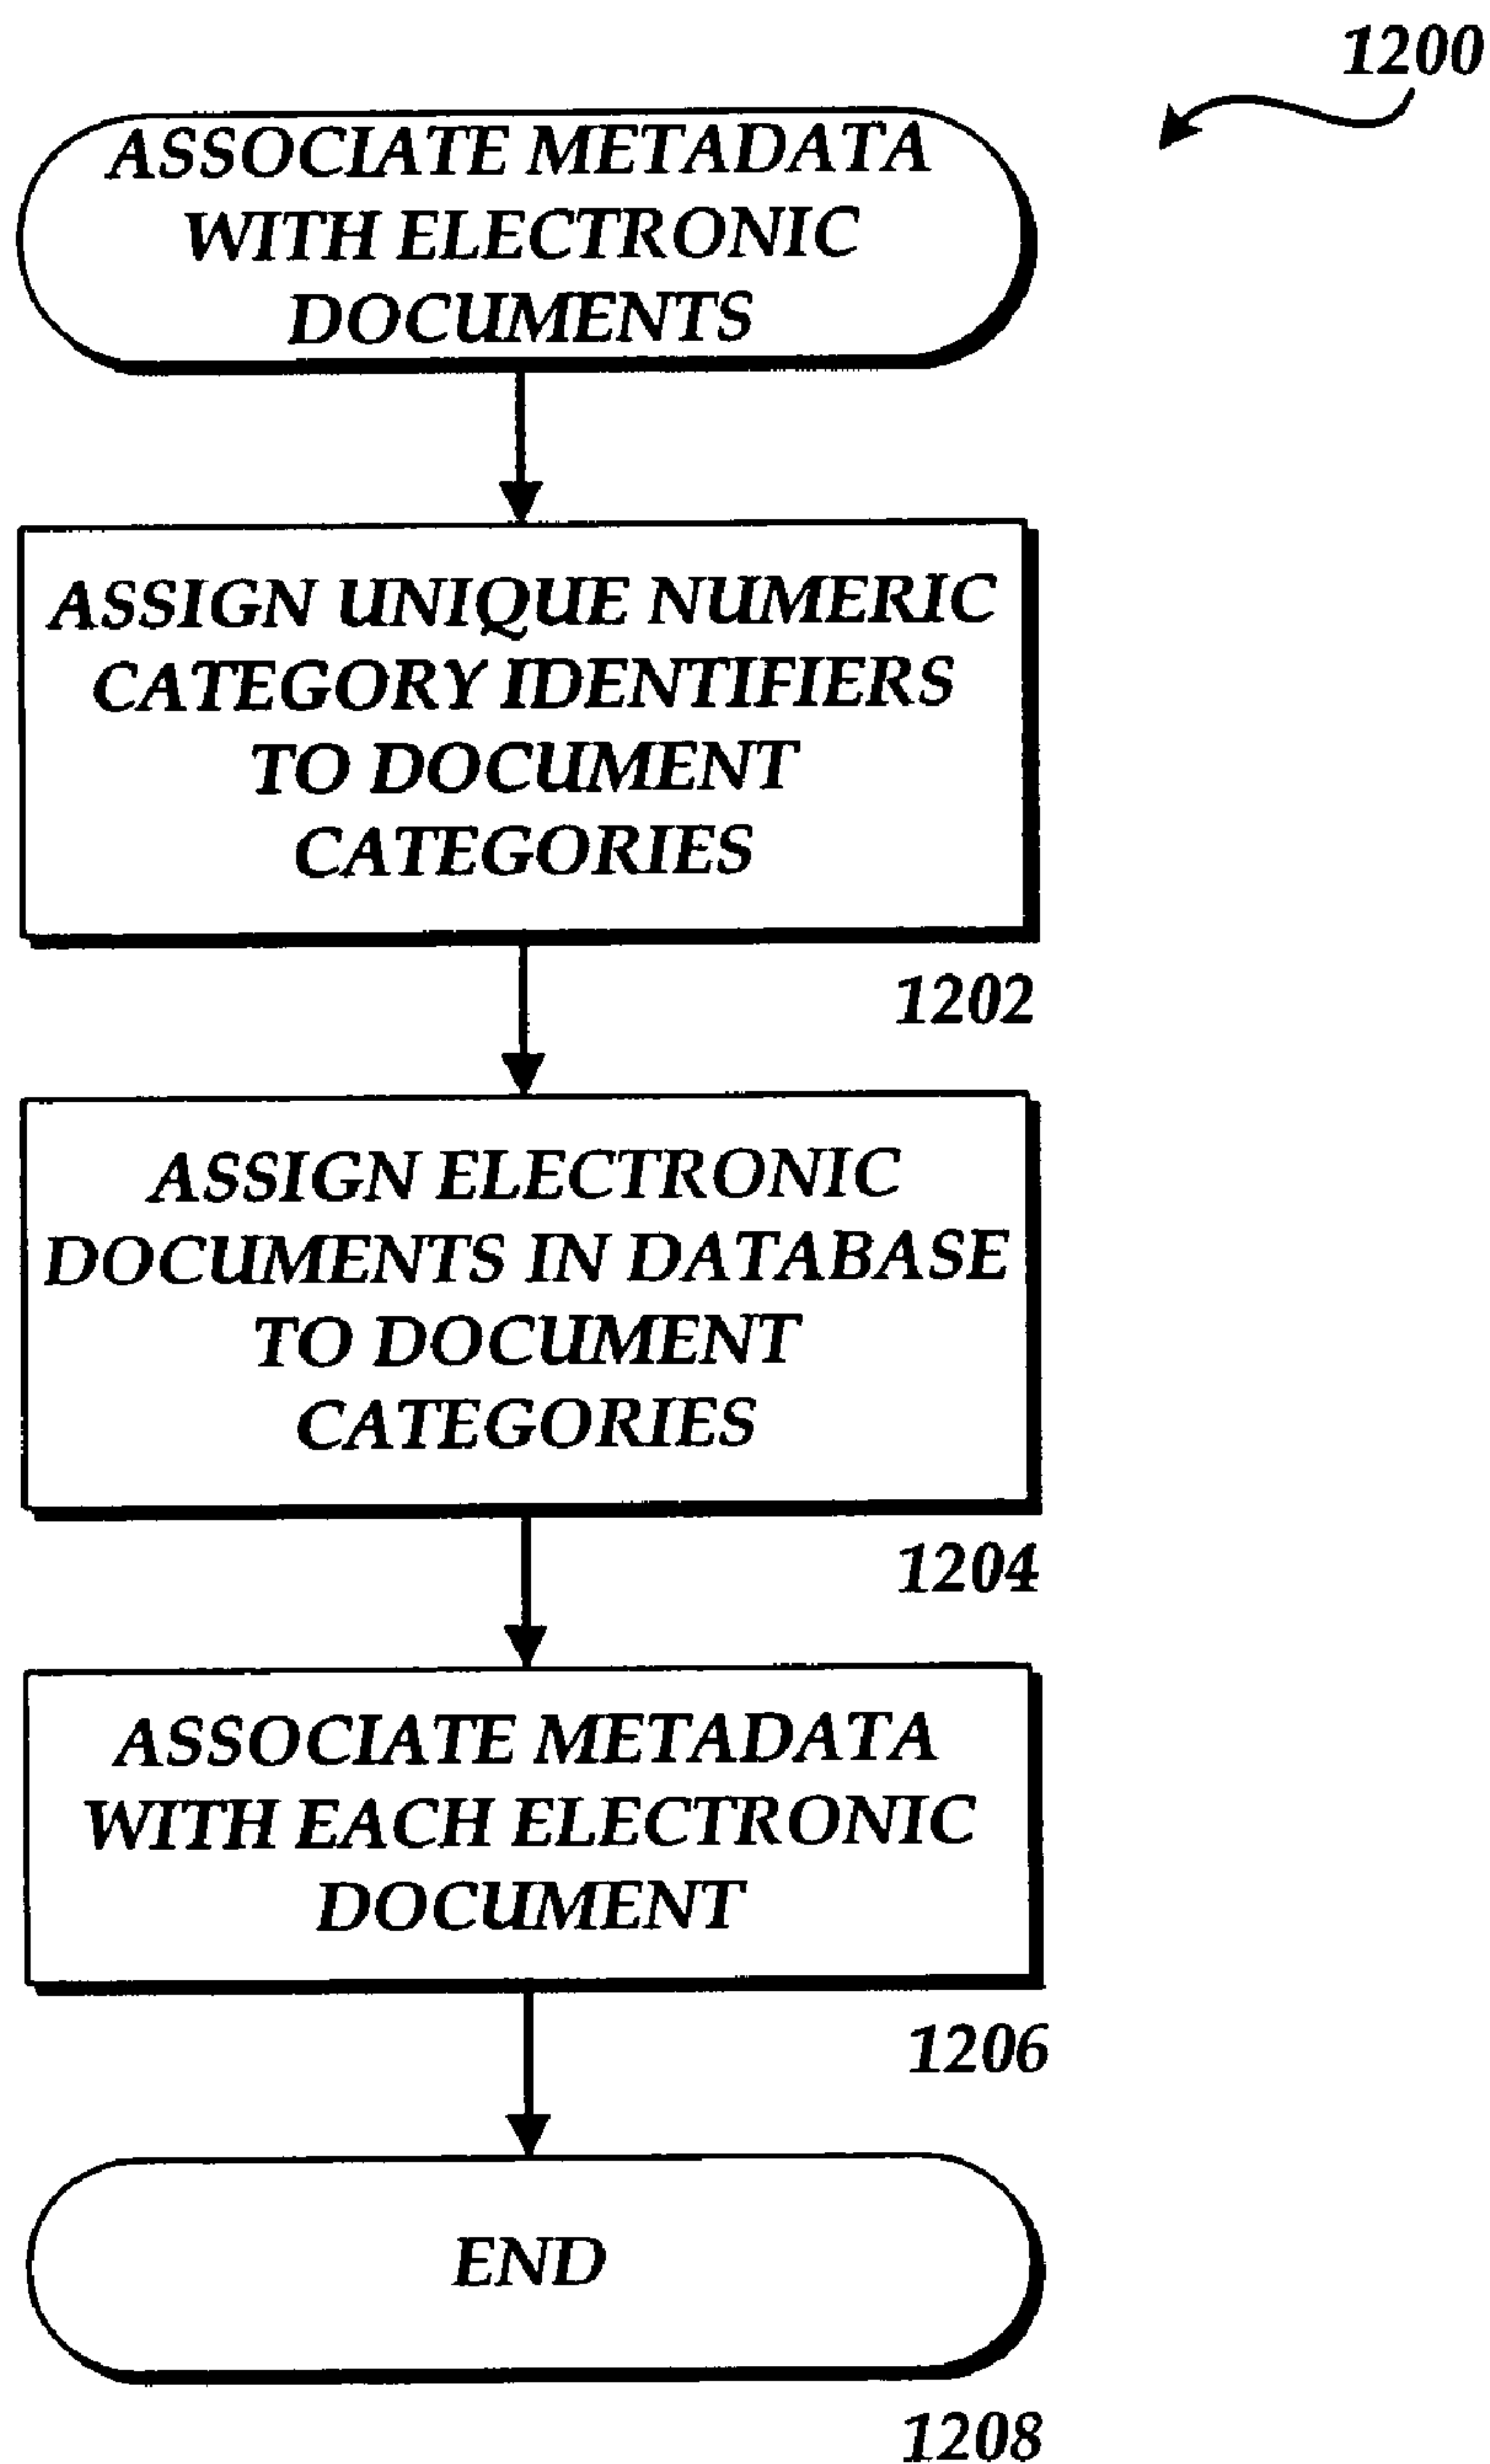 1200
ASSOCIATE METADATA
WITH ELECTRONIC
DOCUMENTS
ASSIGN UNIQUE NUMERIC
CATEGORY IDENTIFIERS
TO DOCUMENT
CATEGORIES
1202
ASSIGN ELECTRONIC
DOCUMENTS IN DATABASE
TO DOCUMENT
CATEGORIES
1204
ASSOCIATE METADATA
WITH EACH ELECTRONIC
DOCUMENT
1206
END
1208